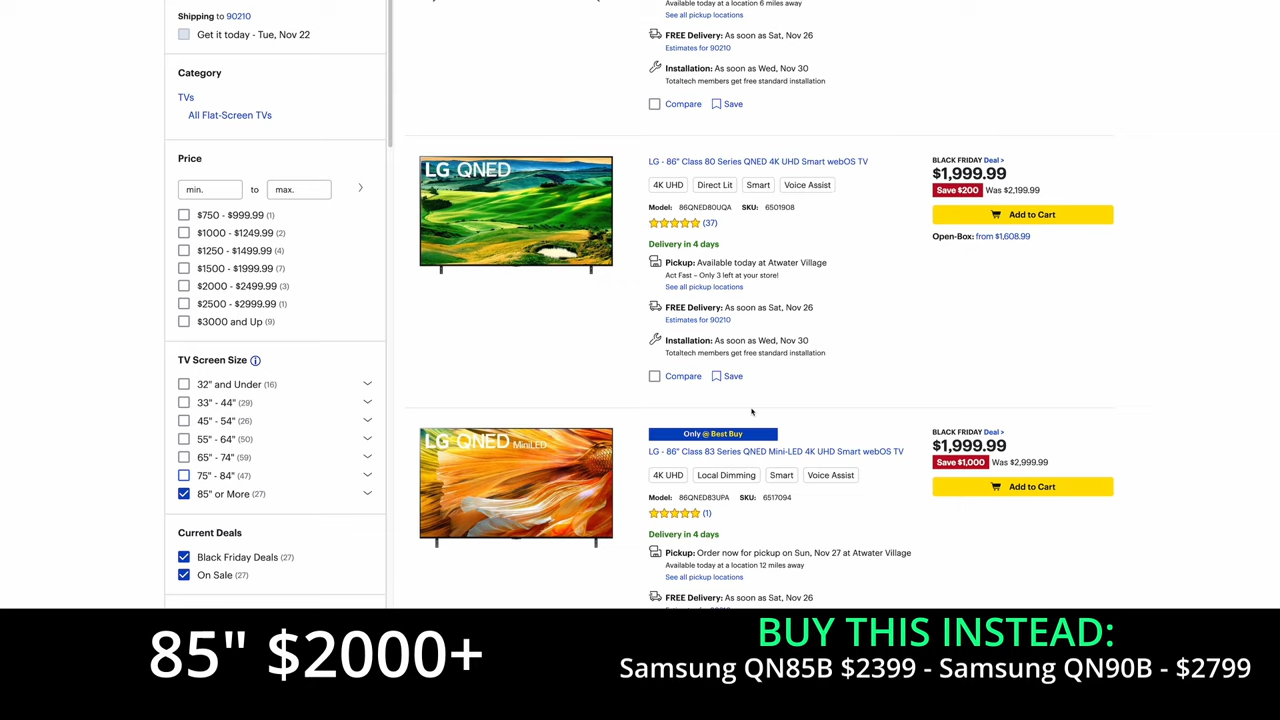 Shipping to 90210
Get it today - Tue, Nov 22
Category
TVs
All Flat-Screen TVs
Price
min. to max.
$750 - $999.99 (1)
$1000 - $1249.99 (2)
$1250 - $1499.99 (4)
$1500 - $1999.99 (7)
$2000 - $2499.99 (3)
$2500 - $2999.99 (1)
$3000 and Up (9)
TV Screen Size
32" and Under (16)
33" - 44" (29)
45" - 54" (26)
55" - 64" (50)
65" - 74" (59)
75" - 84" (47)
85" or More (27)
Current Deals
Black Friday Deals (27)
On Sale (27)
Available today at a location 6 miles away
See all pickup locations
FREE Delivery: As soon as Sat, Nov 26
Estimates for 90210
Installation: As soon as Wed, Nov 30
Totaltech members get free standard installation
Compare Save
LG QNED
LG - 86" Class 80 Series QNED 4K UHD Smart webOS TV
4K UHD Direct Lit Smart Voice Assist
Model: 86QNED80UQA SKU: 6501908
(37)
Delivery in 4 days
Pickup: Available today at Atwater Village
Act Fast – Only 3 left at your store!
See all pickup locations
FREE Delivery: As soon as Sat, Nov 26
Estimates for 90210
Installation: As soon as Wed, Nov 30
Totaltech members get free standard installation
Compare Save
BLACK FRIDAY Deal >
$1,999.99
Save $200 Was $2,199.99
Add to Cart
Open-Box: from $1,608.99
LG QNED MiniLED
Only @ Best Buy
LG - 86" Class 83 Series QNED Mini-LED 4K UHD Smart webOS TV
4K UHD Local Dimming Smart Voice Assist
Model: 86QNED83UPA SKU: 6517094
(1)
Delivery in 4 days
Pickup: Order now for pickup on Sun, Nov 27 at Atwater Village
Available today at a location 12 miles away
See all pickup locations
FREE Delivery: As soon as Sat, Nov 26
BLACK FRIDAY Deal >
$1,999.99
Save $1,000 Was $2,999.99
Add to Cart
85" $2000+
BUY THIS INSTEAD:
Samsung QN85B $2399 - Samsung QN90B - $2799